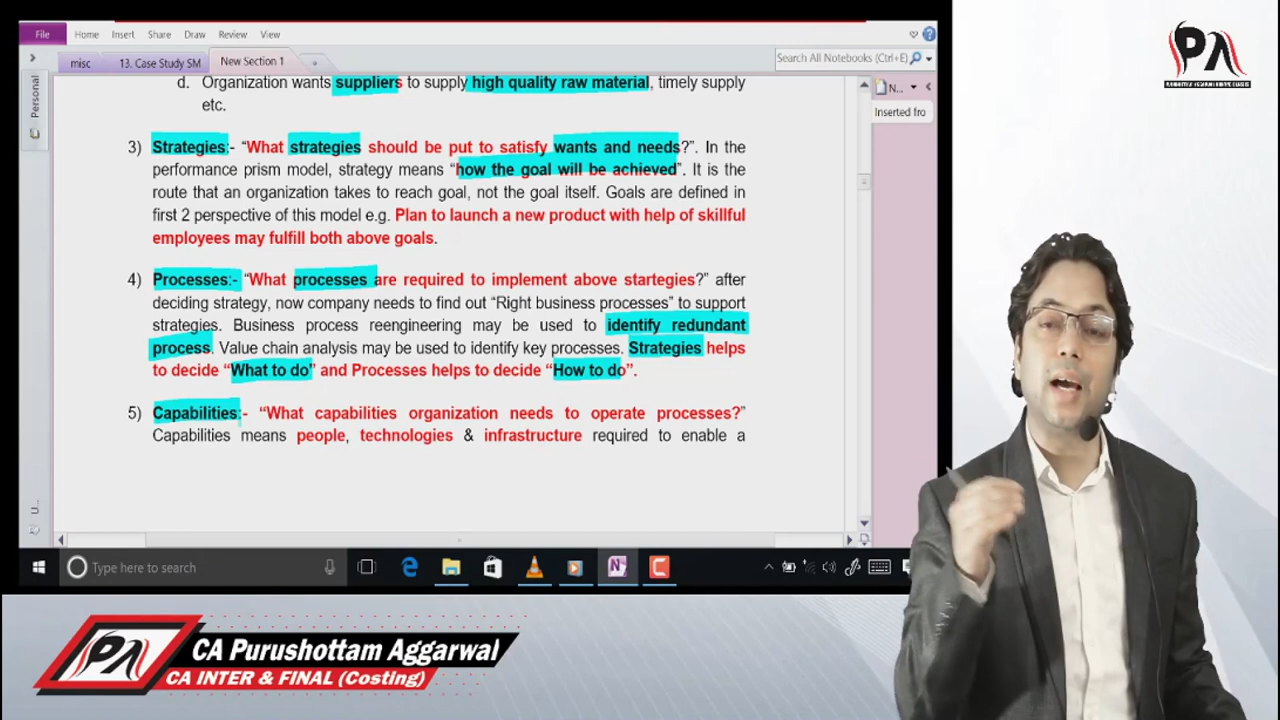 File Home Insert Share Draw Review View
misc 13. Case Study SM New Section 1
Search All Notebooks (Ctrl+E)
Personal
N...
Inserted fro
d. Organization wants suppliers to supply high quality raw material, timely supply
etc.
3) Strategies:- “What strategies should be put to satisfy wants and needs?”. In the
performance prism model, strategy means “how the goal will be achieved”. It is the
route that an organization takes to reach goal, not the goal itself. Goals are defined in
first 2 perspective of this model e.g. Plan to launch a new product with help of skillful
employees may fulfill both above goals.
4) Processes:- “What processes are required to implement above startegies?” after
deciding strategy, now company needs to find out “Right business processes” to support
strategies. Business process reengineering may be used to identify redundant
process. Value chain analysis may be used to identify key processes. Strategies helps
to decide “What to do” and Processes helps to decide “How to do”.
5) Capabilities:- “What capabilities organization needs to operate processes?”
Capabilities means people, technologies & infrastructure required to enable a
U...
Type here to search
PA
PA
CA Purushottam Aggarwal
CA INTER & FINAL (Costing)